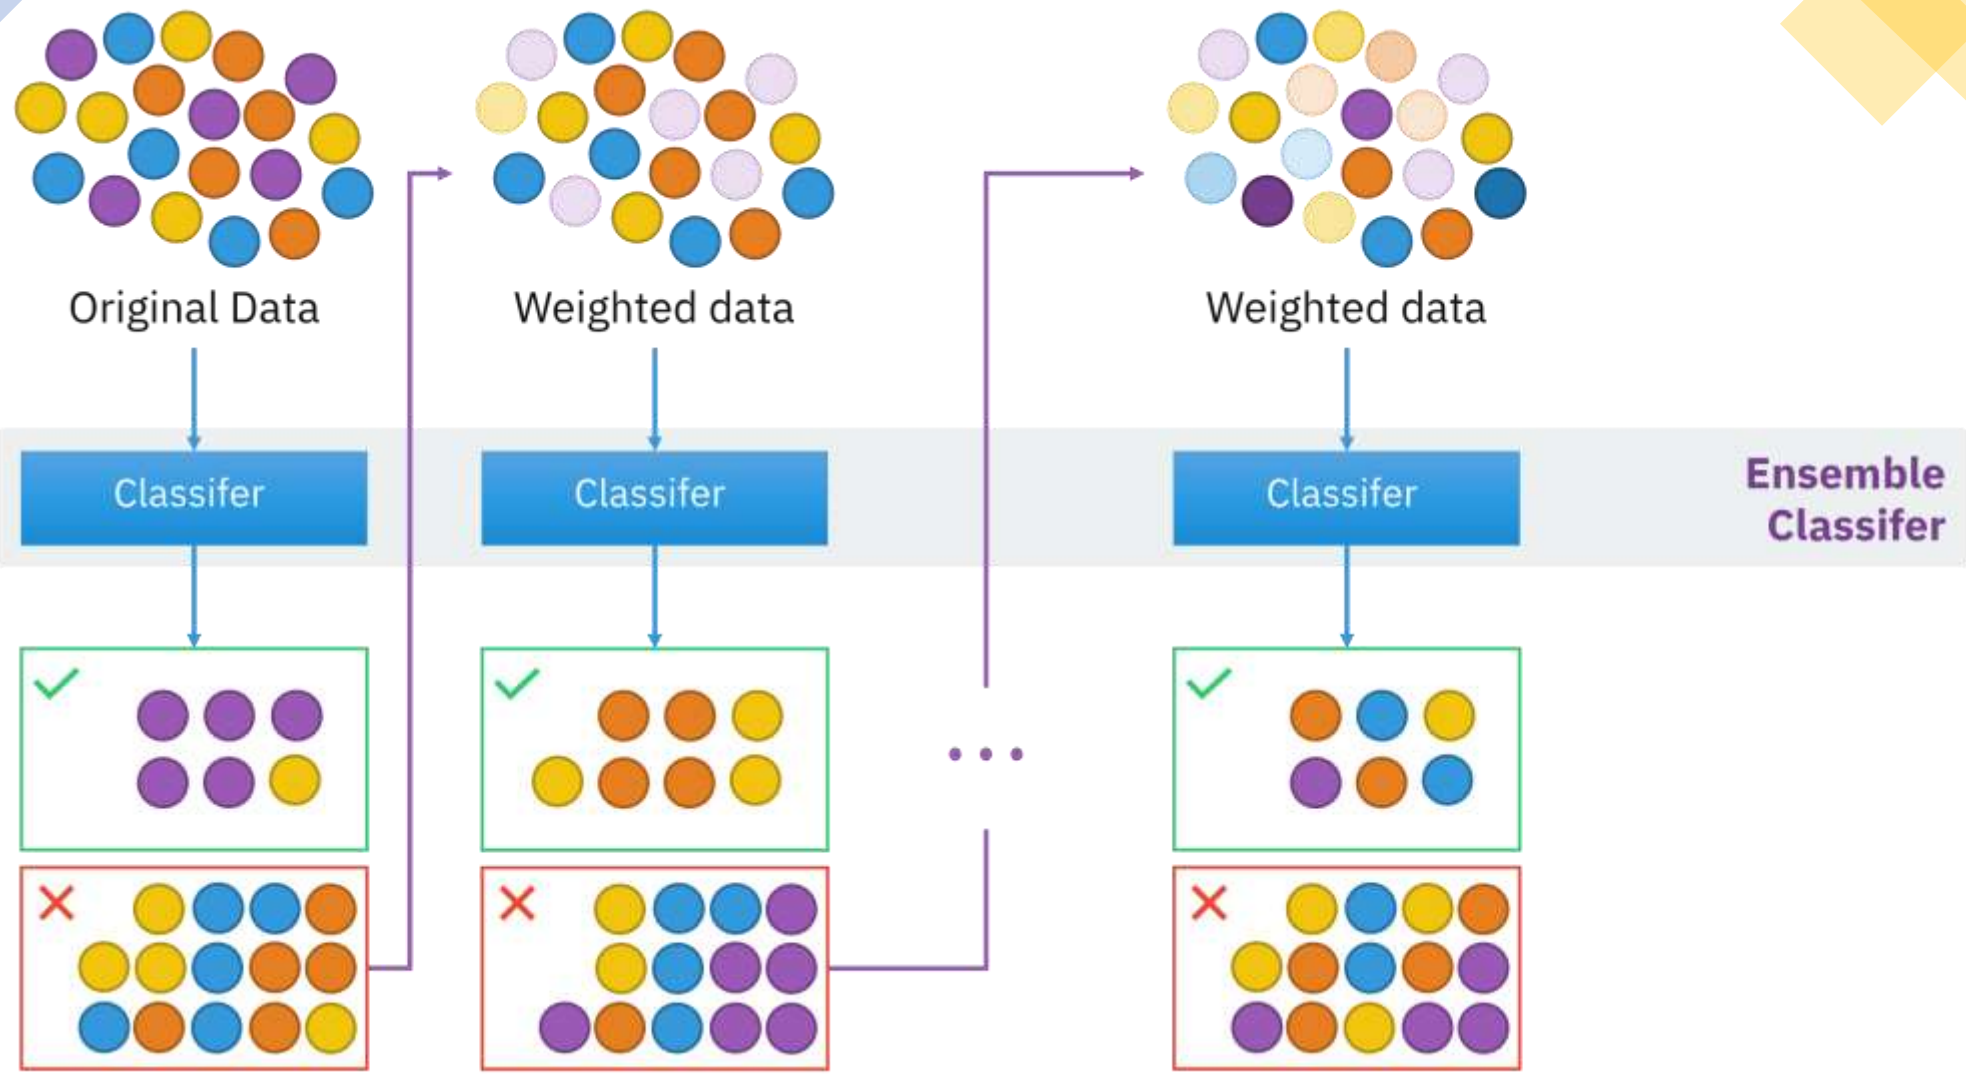 Original Data
Weighted data
Weighted data
Classifer
Classifer
Classifer
Ensemble
Classifer
...